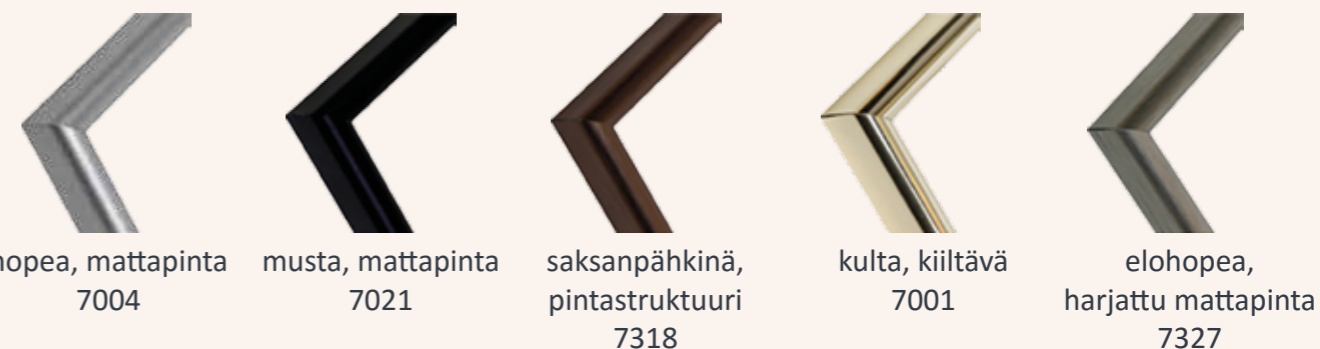 hopea, mattapinta
7004
musta, mattapinta
7021
saksanpähkinä,
pintastruktuuri
7318
kulta, kiiltävä
7001
elohopea,
harjattu mattapinta
7327